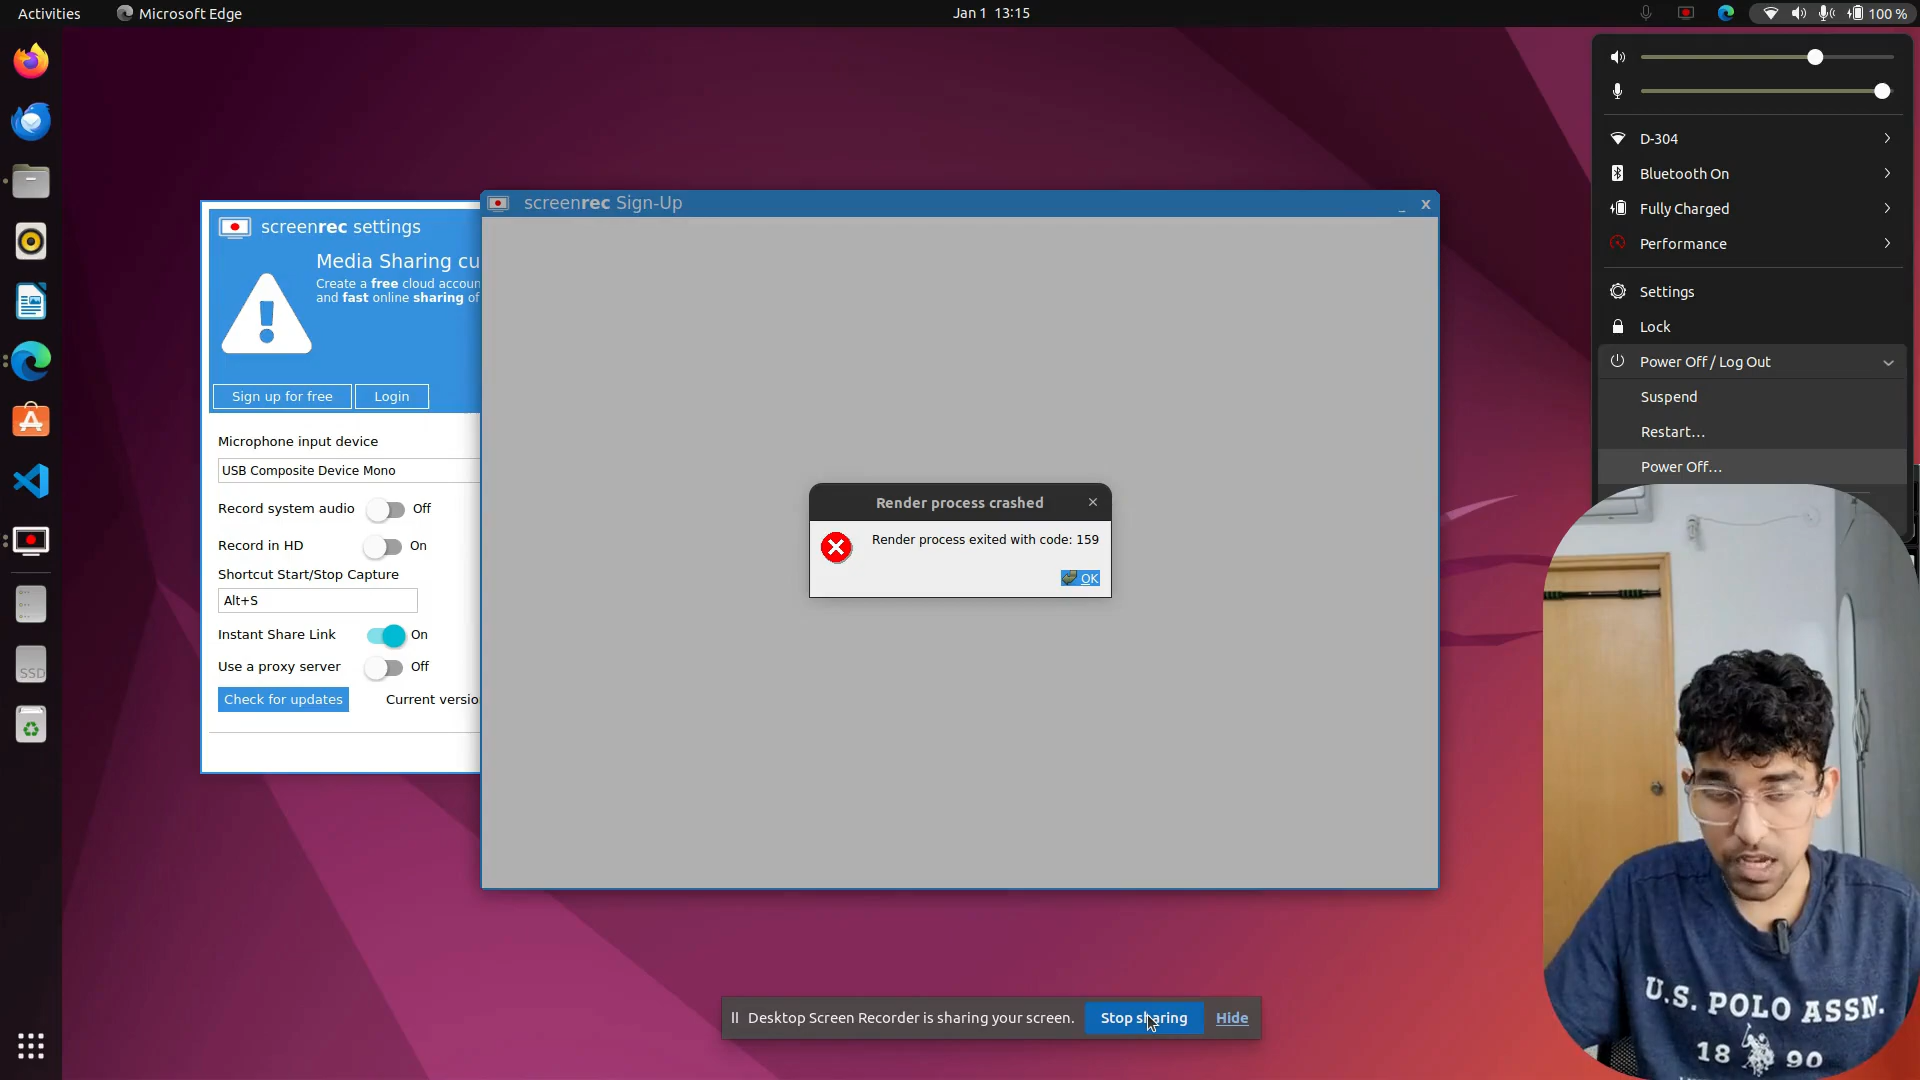 Activities
Microsoft Edge
Jan 1 13:15
100 %
D-304
Bluetooth On
Fully Charged
Performance
Settings
Lock
Power Off / Log Out
Suspend
Restart...
Power Off...
screenrec settings
Media Sharing cu
Create a free cloud accoun
and fast online sharing of
Sign up for free
Login
Microphone input device
USB Composite Device Mono
Record system audio
Off
Record in HD
On
Shortcut Start/Stop Capture
Alt+S
Instant Share Link
On
Use a proxy server
Off
Check for updates
Current versio
screenrec Sign-Up
_
x
Render process crashed
Render process exited with code: 159
OK
SSD
Desktop Screen Recorder is sharing your screen.
Stop sharing
Hide
U.S. POLO ASSN.
18 90